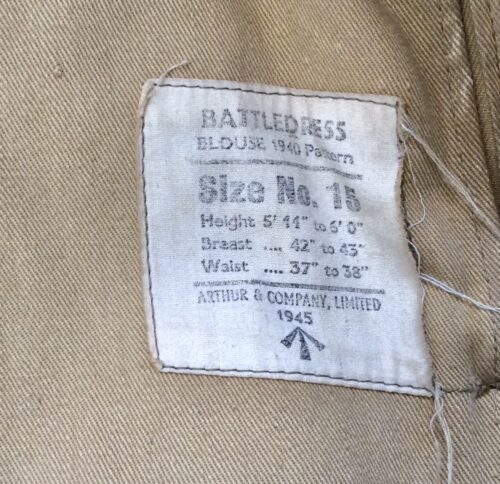 BATTLEDRESS
BLOUSE 1940 Pattern
Size No. 15
Height 5' 11" to 6' 0"
Breast .... 42" to 43"
Waist .... 37" to 38"
ARTHUR & COMPANY, LIMITED
1945